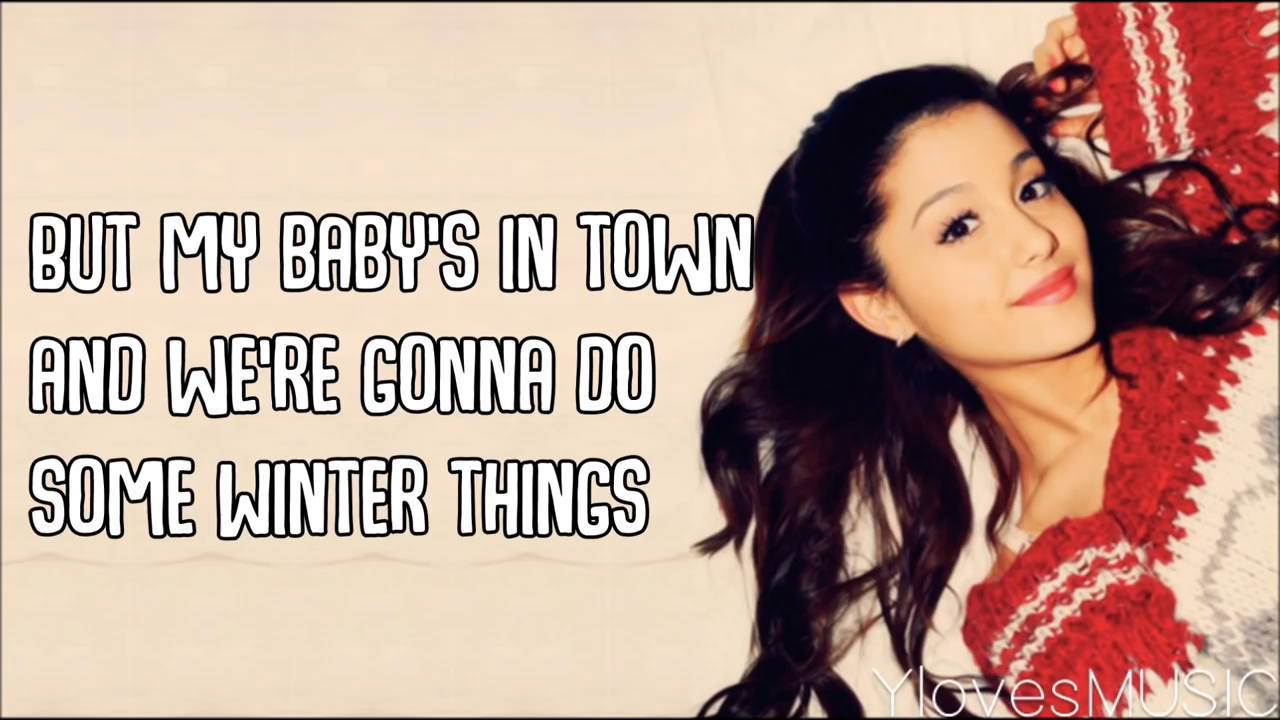 BUT MY BABY'S IN TOWN
AND WE'RE GONNA DO
SOME WINTER THINGS
YlovesMUSIC